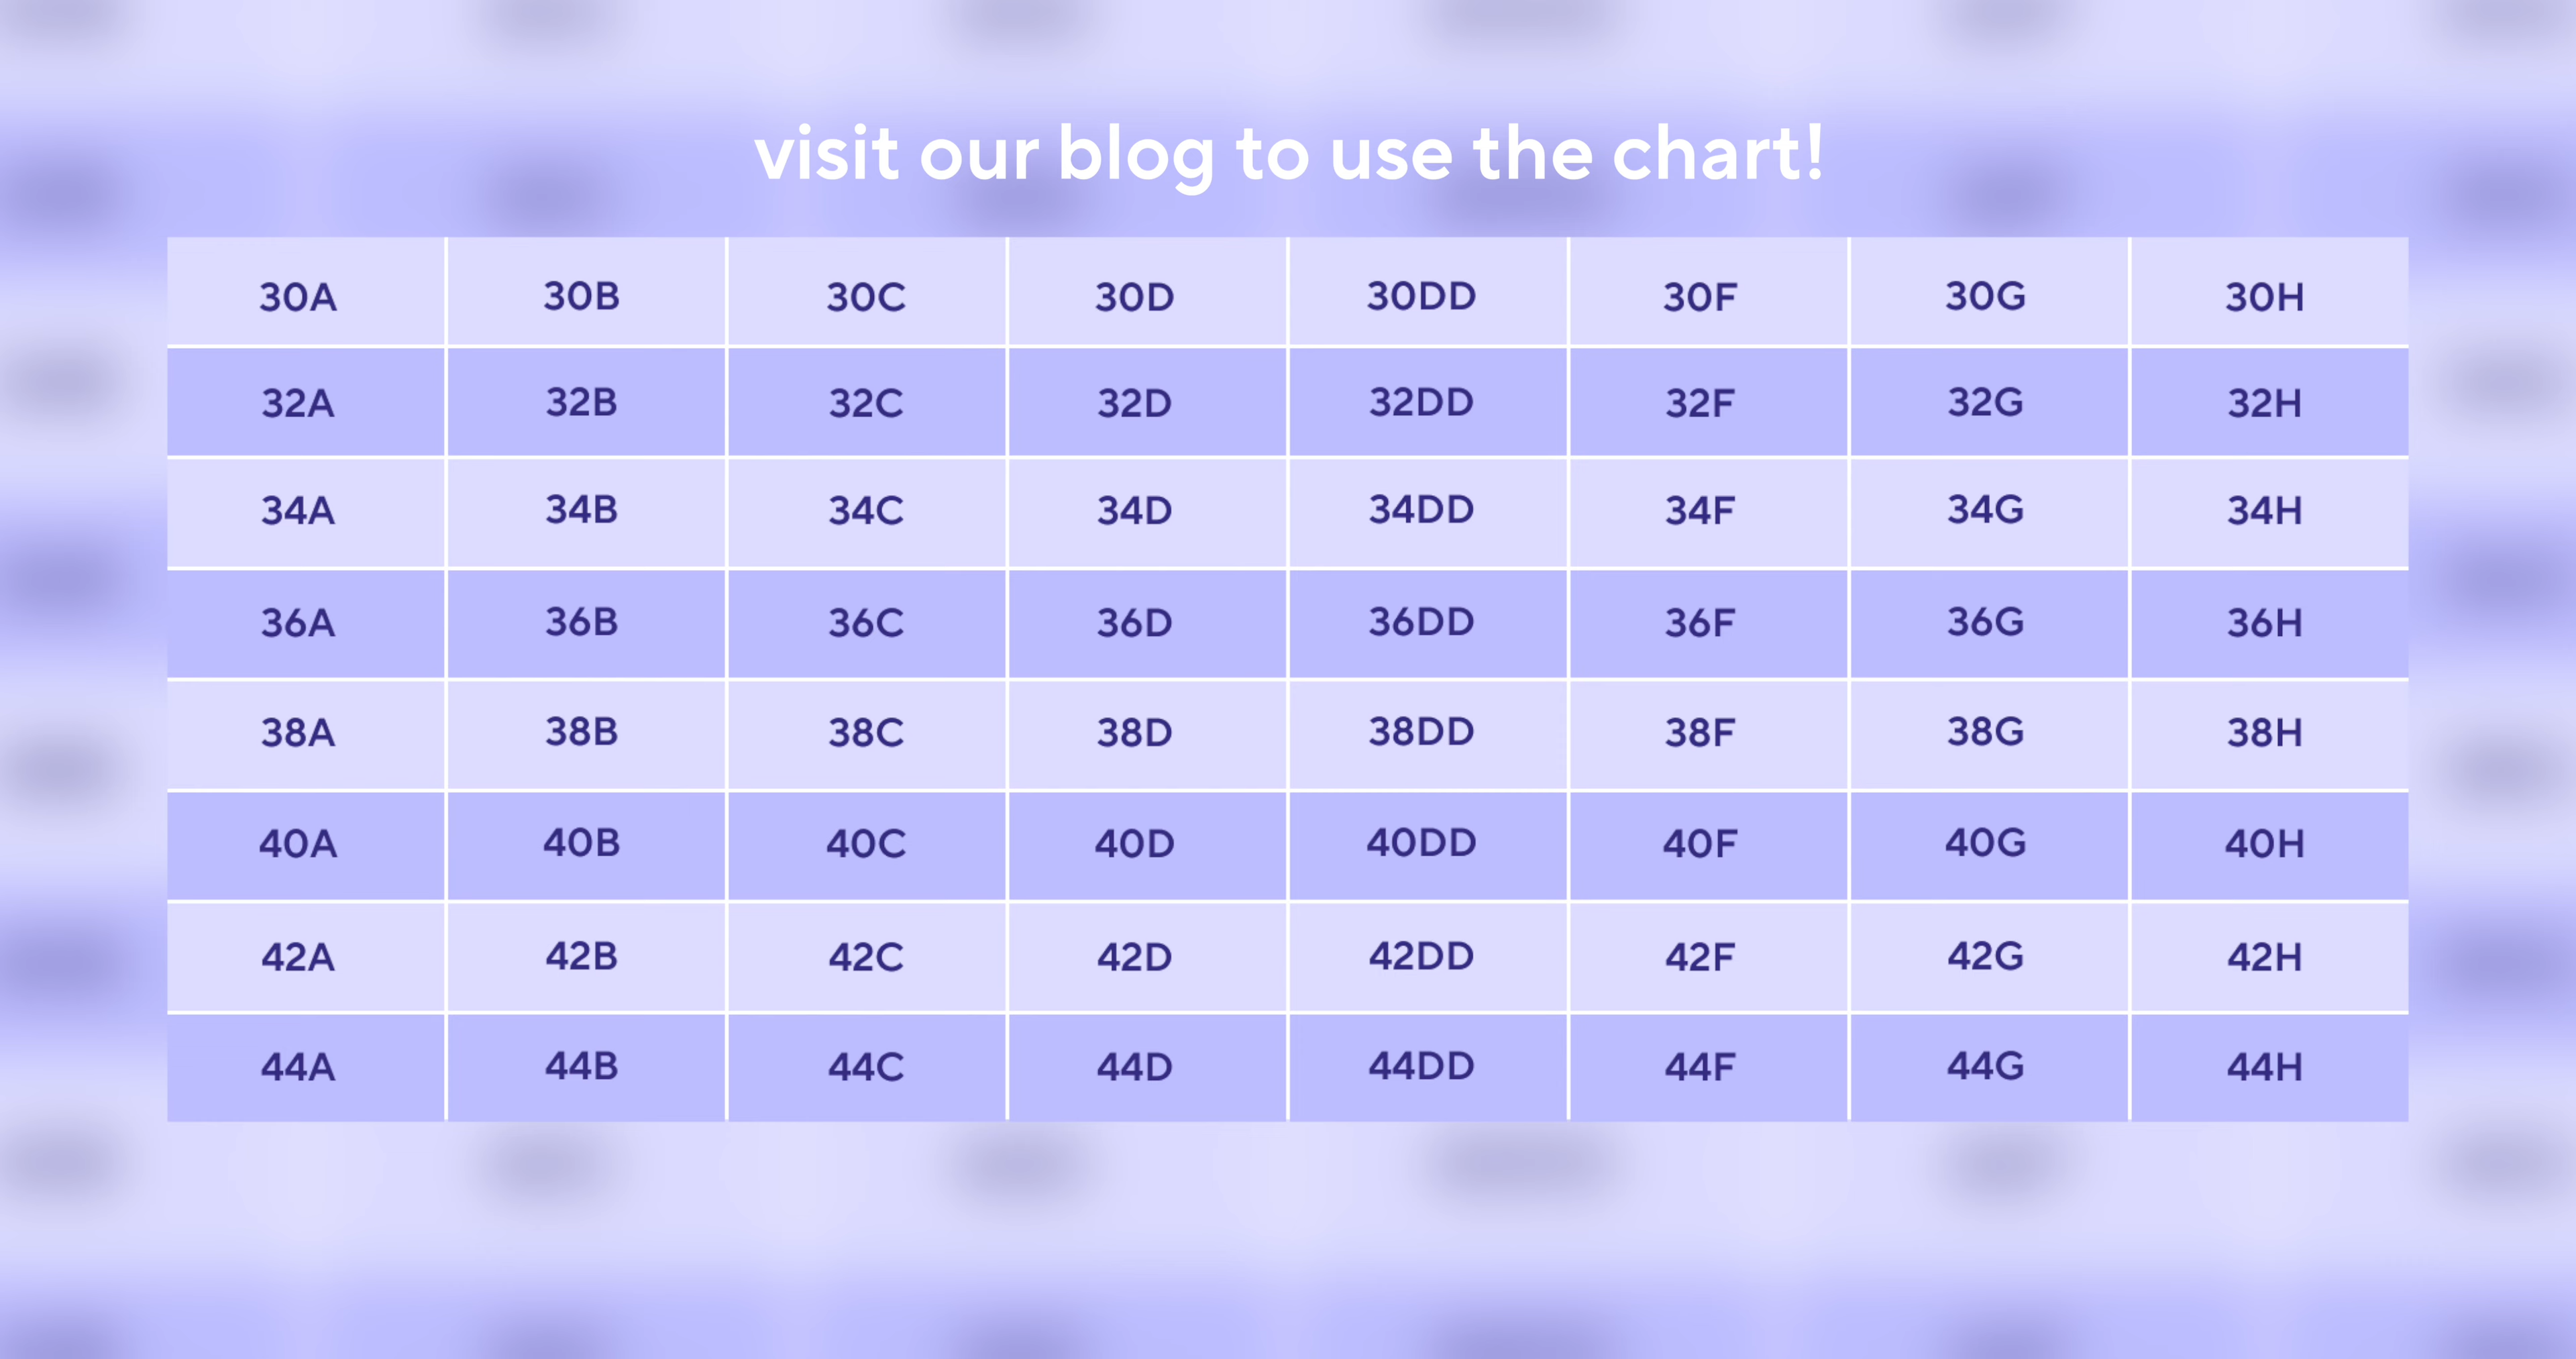 visit our blog to use the chart!
30A 30B 30C 30D 30DD 30F 30G 30H
32A 32B 32C 32D 32DD 32F 32G 32H
34A 34B 34C 34D 34DD 34F 34G 34H
36A 36B 36C 36D 36DD 36F 36G 36H
38A 38B 38C 38D 38DD 38F 38G 38H
40A 40B 40C 40D 40DD 40F 40G 40H
42A 42B 42C 42D 42DD 42F 42G 42H
44A 44B 44C 44D 44DD 44F 44G 44H